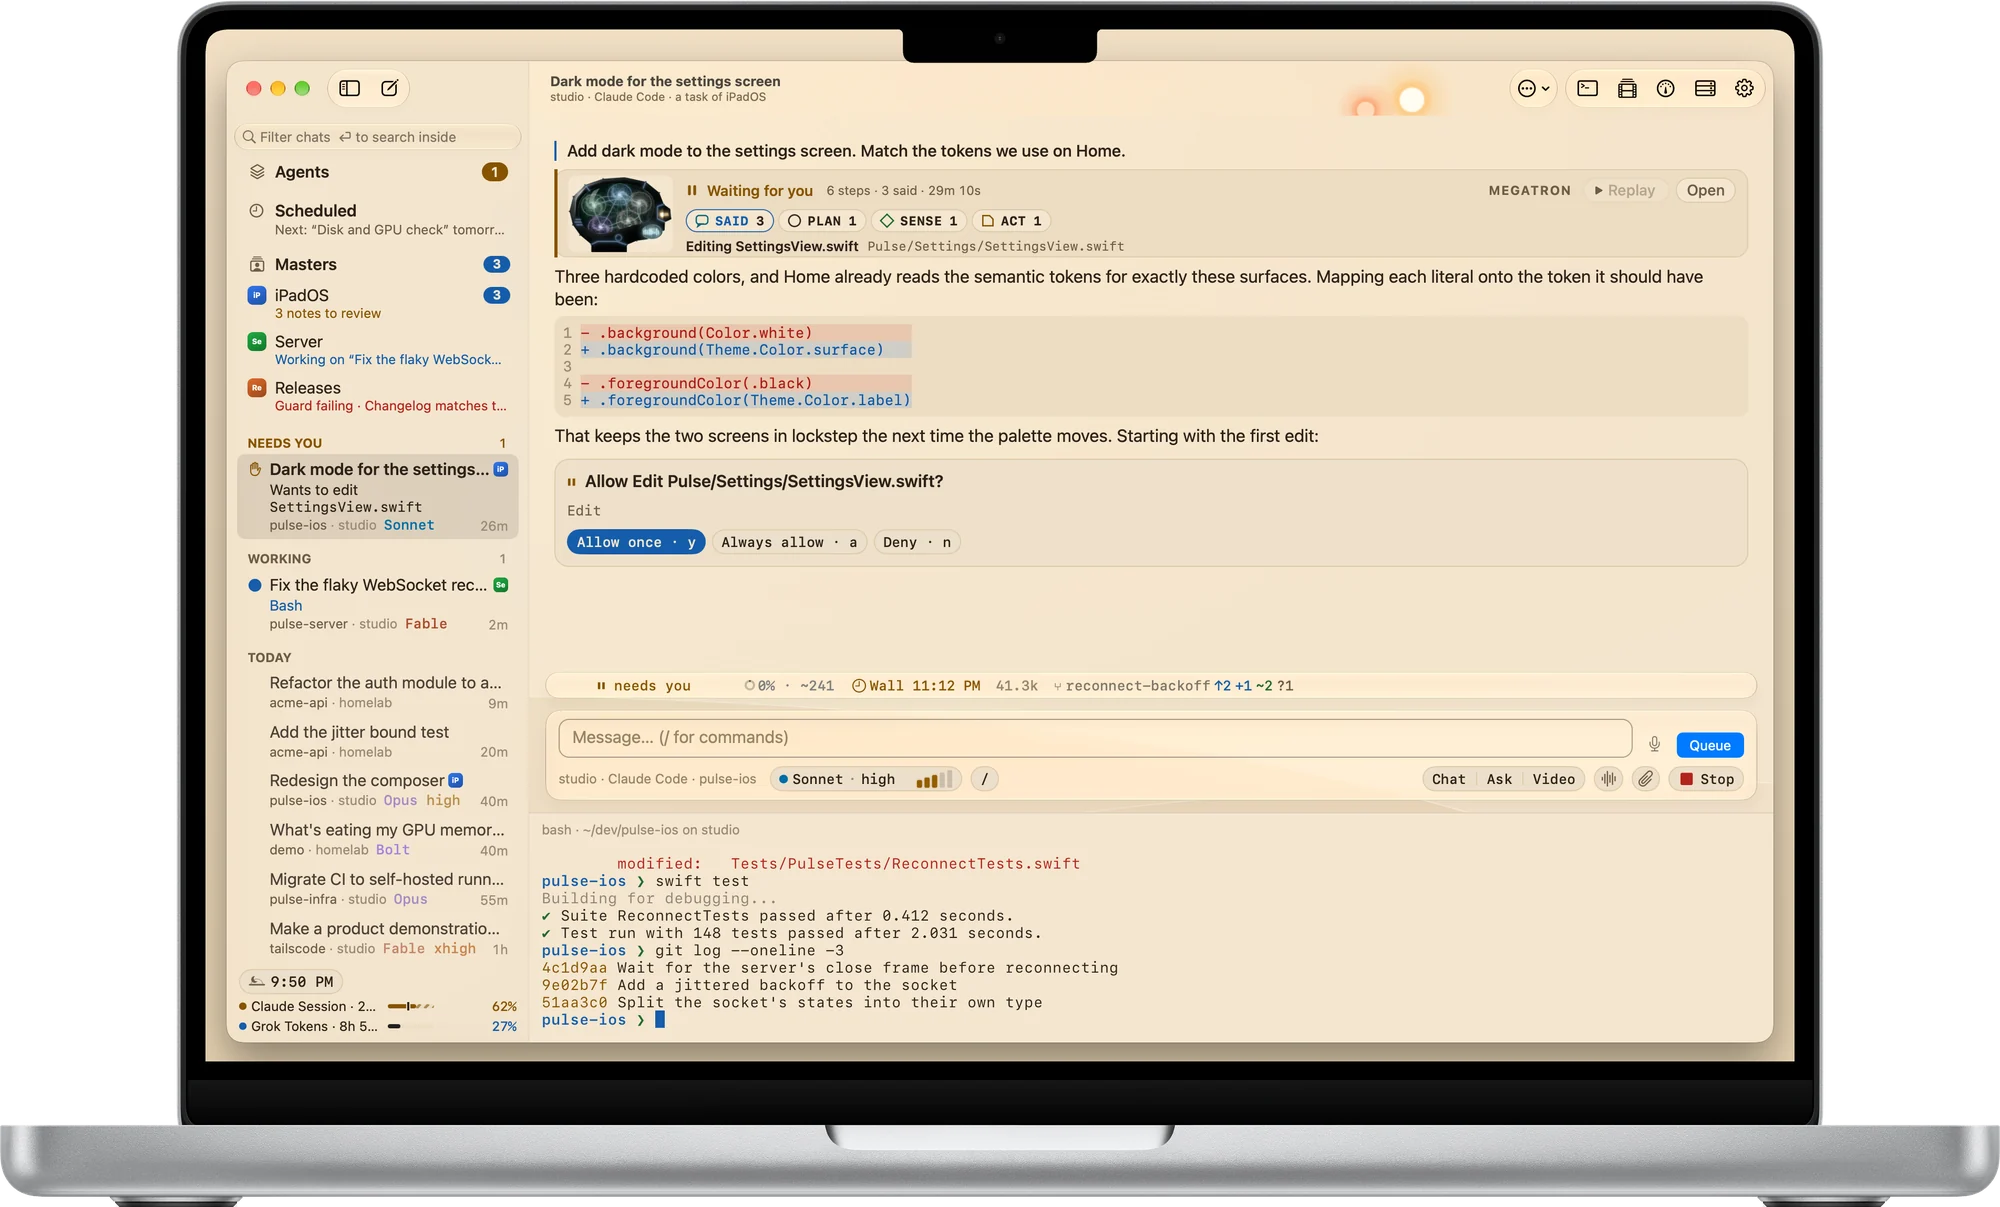 Dark mode for the settings screen
studio · Claude Code · a task of iPadOS
Filter chats ⏎ to search inside
Agents 1
Scheduled
Next: “Disk and GPU check” tomorr...
Masters 3
iP iPadOS 3
3 notes to review
Se Server
Working on “Fix the flaky WebSock...
Re Releases
Guard failing · Changelog matches t...
NEEDS YOU 1
Dark mode for the settings... iP
Wants to edit
SettingsView.swift
pulse-ios · studio Sonnet 26m
WORKING 1
Fix the flaky WebSocket rec... Se
Bash
pulse-server · studio Fable 2m
TODAY
Refactor the auth module to a...
acme-api · homelab 9m
Add the jitter bound test
acme-api · homelab 20m
Redesign the composer iP
pulse-ios · studio Opus high 40m
What's eating my GPU memor...
demo · homelab Bolt 40m
Migrate CI to self-hosted runn...
pulse-infra · studio Opus 55m
Make a product demonstratio...
tailscode · studio Fable xhigh 1h
9:50 PM
Claude Session · 2... 62%
Grok Tokens · 8h 5... 27%
Add dark mode to the settings screen. Match the tokens we use on Home.
Waiting for you 6 steps · 3 said · 29m 10s MEGATRON Replay Open
SAID 3 PLAN 1 SENSE 1 ACT 1
Editing SettingsView.swift Pulse/Settings/SettingsView.swift
Three hardcoded colors, and Home already reads the semantic tokens for exactly these surfaces. Mapping each literal onto the token it should have
been:
1 - .background(Color.white)
2 + .background(Theme.Color.surface)
3
4 - .foregroundColor(.black)
5 + .foregroundColor(Theme.Color.label)
That keeps the two screens in lockstep the next time the palette moves. Starting with the first edit:
Allow Edit Pulse/Settings/SettingsView.swift?
Edit
Allow once · y Always allow · a Deny · n
needs you 0% · ~241 Wall 11:12 PM 41.3k reconnect-backoff ↑2 +1 ~2 ?1
Message... (/ for commands)
Queue
studio · Claude Code · pulse-ios Sonnet · high / Chat Ask Video Stop
bash · ~/dev/pulse-ios on studio
modified: Tests/PulseTests/ReconnectTests.swift
pulse-ios ❯ swift test
Building for debugging...
✔ Suite ReconnectTests passed after 0.412 seconds.
✔ Test run with 148 tests passed after 2.031 seconds.
pulse-ios ❯ git log --oneline -3
4c1d9aa Wait for the server's close frame before reconnecting
9e02b7f Add a jittered backoff to the socket
51aa3c0 Split the socket's states into their own type
pulse-ios ❯